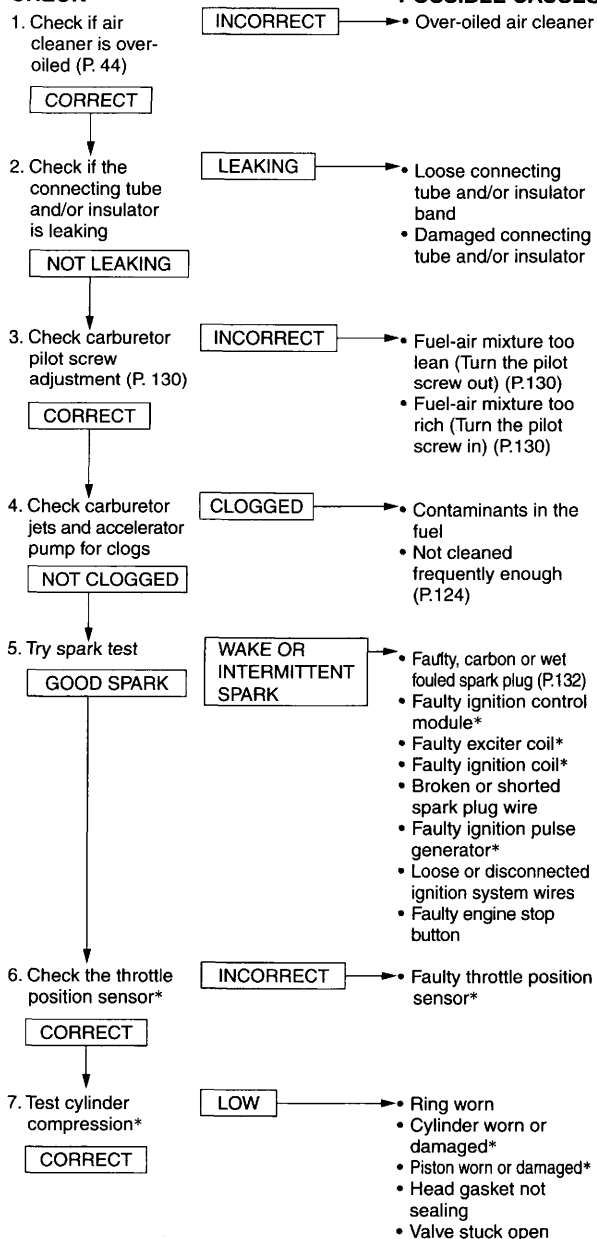 1. Check if air
cleaner is over-
oiled (P. 44)
INCORRECT
• Over-oiled air cleaner
CORRECT
2. Check if the
connecting tube
and/or insulator
is leaking
LEAKING
• Loose connecting
tube and/or insulator
band
• Damaged connecting
tube and/or insulator
NOT LEAKING
3. Check carburetor
pilot screw
adjustment (P. 130)
INCORRECT
• Fuel-air mixture too
lean (Turn the pilot
screw out) (P.130)
• Fuel-air mixture too
rich (Turn the pilot
screw in) (P.130)
CORRECT
4. Check carburetor
jets and accelerator
pump for clogs
CLOGGED
• Contaminants in the
fuel
• Not cleaned
frequently enough
(P.124)
NOT CLOGGED
5. Try spark test
WAKE OR
INTERMITTENT
SPARK
• Faulty, carbon or wet
fouled spark plug (P.132)
• Faulty ignition control
module*
• Faulty exciter coil*
• Faulty ignition coil*
• Broken or shorted
spark plug wire
• Faulty ignition pulse
generator*
• Loose or disconnected
ignition system wires
• Faulty engine stop
button
GOOD SPARK
6. Check the throttle
position sensor*
INCORRECT
• Faulty throttle position
sensor*
CORRECT
7. Test cylinder
compression*
LOW
• Ring worn
• Cylinder worn or
damaged*
• Piston worn or damaged*
• Head gasket not
sealing
• Valve stuck open
CORRECT